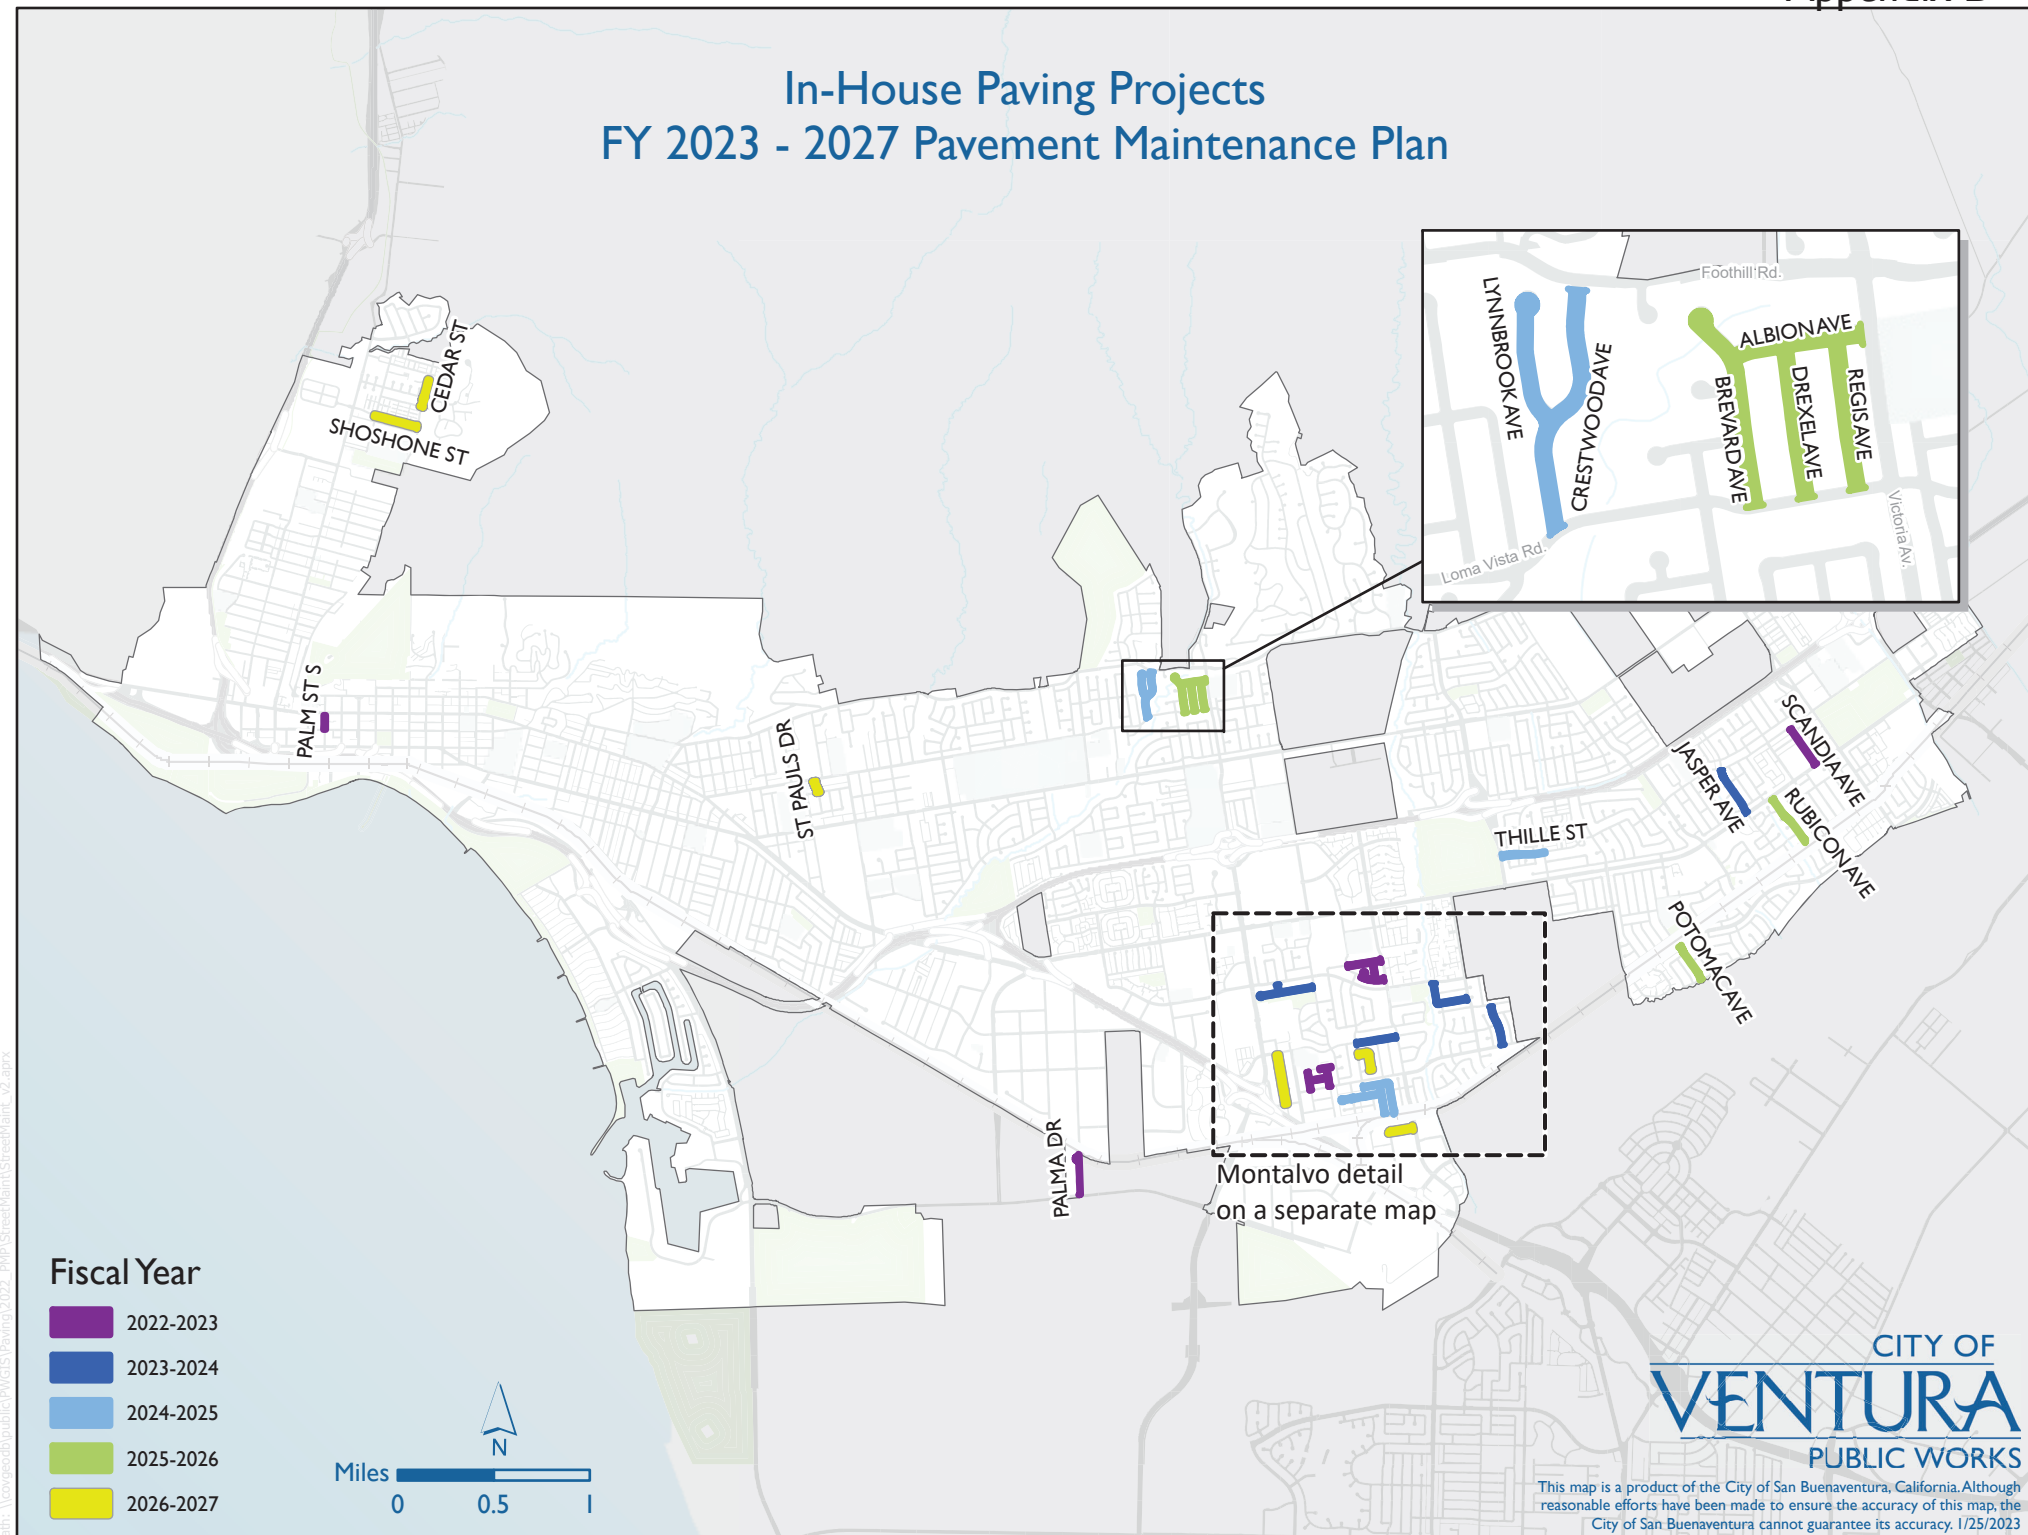 In-House Paving Projects
FY 2023 - 2027 Pavement Maintenance Plan
Foothill Rd.
LYNNBROOK AVE
CRESTWOOD AVE
ALBION AVE
BREVARD AVE
DREXEL AVE
REGIS AVE
Victoria Av.
Loma Vista Rd.
CEDAR ST
SHOSHONE ST
PALM ST S
ST PAULS DR
SCANDIA AVE
JASPER AVE
RUBICON AVE
THILLE ST
POTOMAC AVE
PALMA DR
Montalvo detail
on a separate map
Fiscal Year
2022-2023
2023-2024
2024-2025
2025-2026
2026-2027
N
Miles
0 0.5 1
CITY OF
VENTURA
PUBLIC WORKS
This map is a product of the City of San Buenaventura, California. Although
reasonable efforts have been made to ensure the accuracy of this map, the
City of San Buenaventura cannot guarantee its accuracy. 1/25/2023